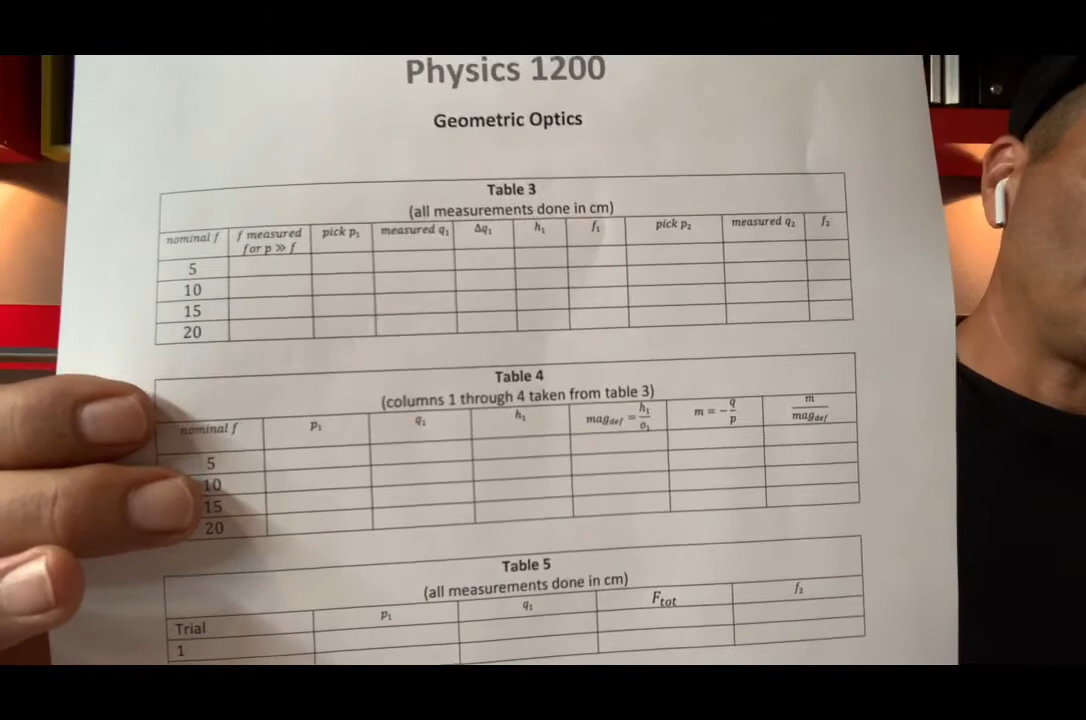 Physics 1200
Geometric Optics
Table 3
(all measurements done in cm)
nominal f | f measured for p ≫ f | pick p₁ | measured q₁ | Δq₁ | h₁ | f₁ | pick p₂ | measured q₂ | f₂
5
10
15
20
Table 4
(columns 1 through 4 taken from table 3)
nominal f | p₁ | q₁ | h₁ | mag_def = h₁/o₁ | m = −q/p | m/mag_def
5
10
15
20
Table 5
(all measurements done in cm)
Trial | p₁ | q₁ | F_tot | f₂
1